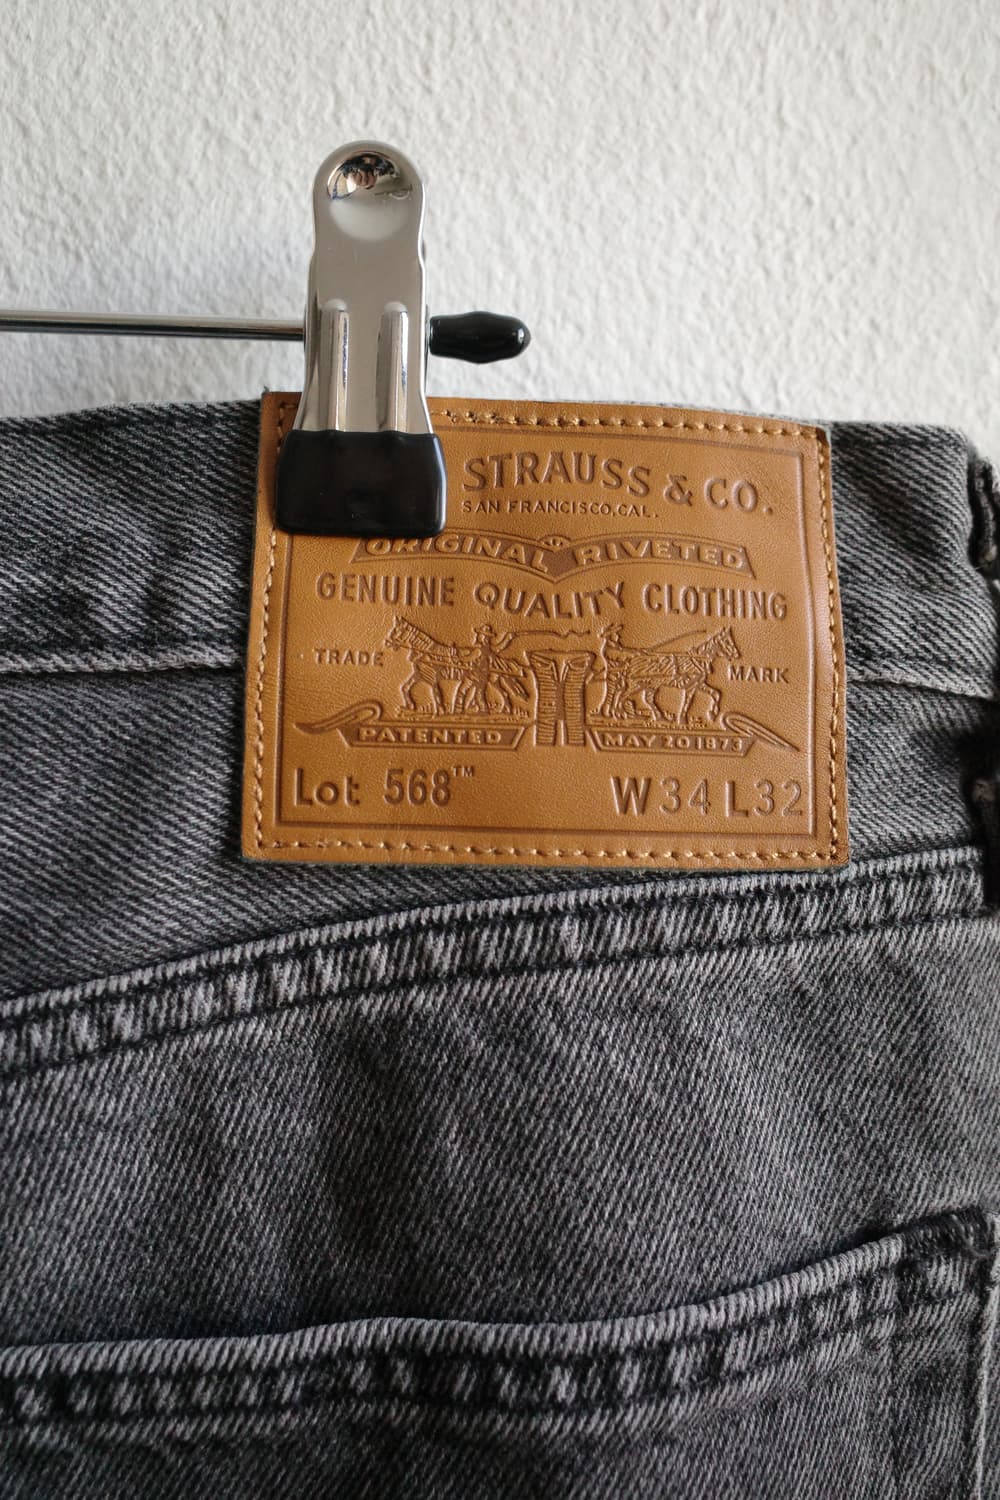 STRAUSS & CO.
SAN FRANCISCO, CAL.
ORIGINAL RIVETED
GENUINE QUALITY CLOTHING
TRADE MARK
PATENTED MAY 20 1873
Lot 568™ W34 L32